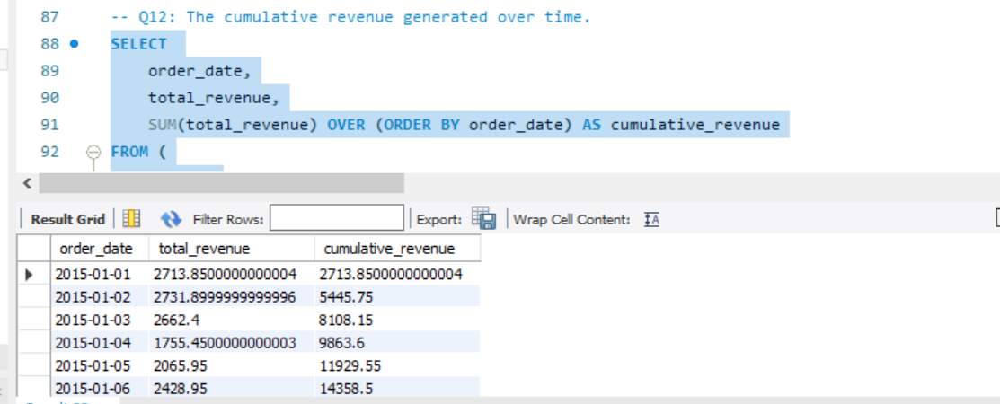 87 -- Q12: The cumulative revenue generated over time.
88 SELECT
89 order_date,
90 total_revenue,
91 SUM(total_revenue) OVER (ORDER BY order_date) AS cumulative_revenue
92 FROM (
Result Grid Filter Rows: Export: Wrap Cell Content:
order_date total_revenue cumulative_revenue
2015-01-01 2713.8500000000004 2713.8500000000004
2015-01-02 2731.8999999999996 5445.75
2015-01-03 2662.4 8108.15
2015-01-04 1755.4500000000003 9863.6
2015-01-05 2065.95 11929.55
2015-01-06 2428.95 14358.5